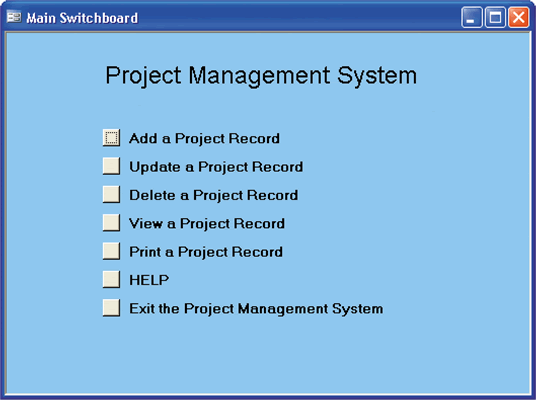 Main Switchboard
Project Management System
Add a Project Record
Update a Project Record
Delete a Project Record
View a Project Record
Print a Project Record
HELP
Exit the Project Management System